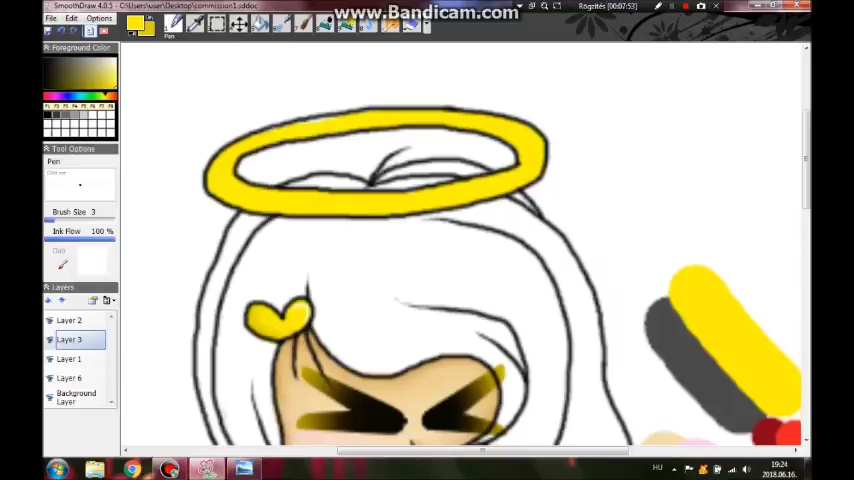 SmoothDraw 4.0.5 - C:\Users\user\Desktop\commission1.sddoc
www.Bandicam.com
Rögzítés [00:07:53]
File Edit Options
Pen
Foreground Color
Tool Options
Pen
Brush Size 3
Ink Flow 100 %
Dab
Layers
Layer 2
Layer 3
Layer 1
Layer 6
Background
Layer
HU
19:24
2018.06.16.